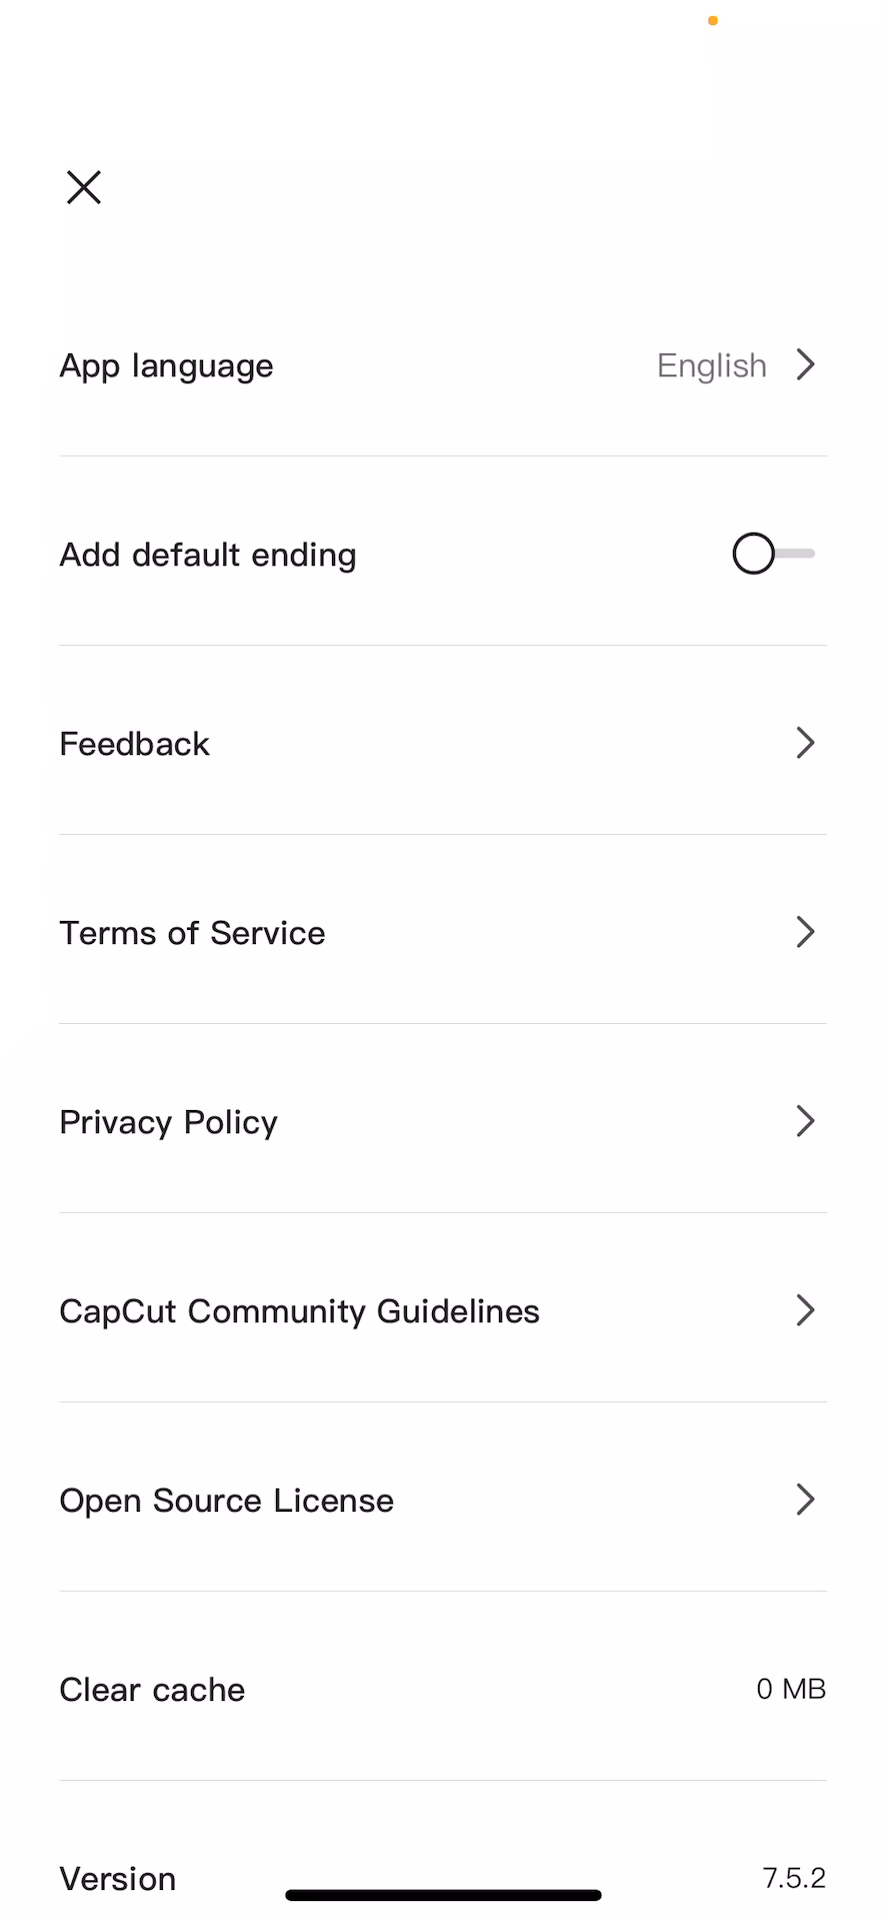 App language English
Add default ending
Feedback
Terms of Service
Privacy Policy
CapCut Community Guidelines
Open Source License
Clear cache 0 MB
Version 7.5.2